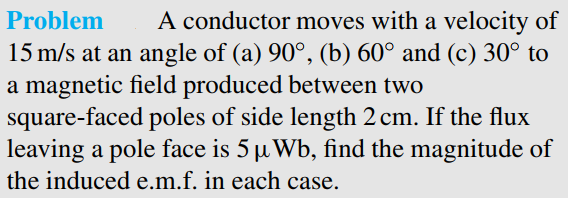 Problem A conductor moves with a velocity of
15 m/s at an angle of (a) 90°, (b) 60° and (c) 30° to
a magnetic field produced between two
square-faced poles of side length 2 cm. If the flux
leaving a pole face is 5 μWb, find the magnitude of
the induced e.m.f. in each case.